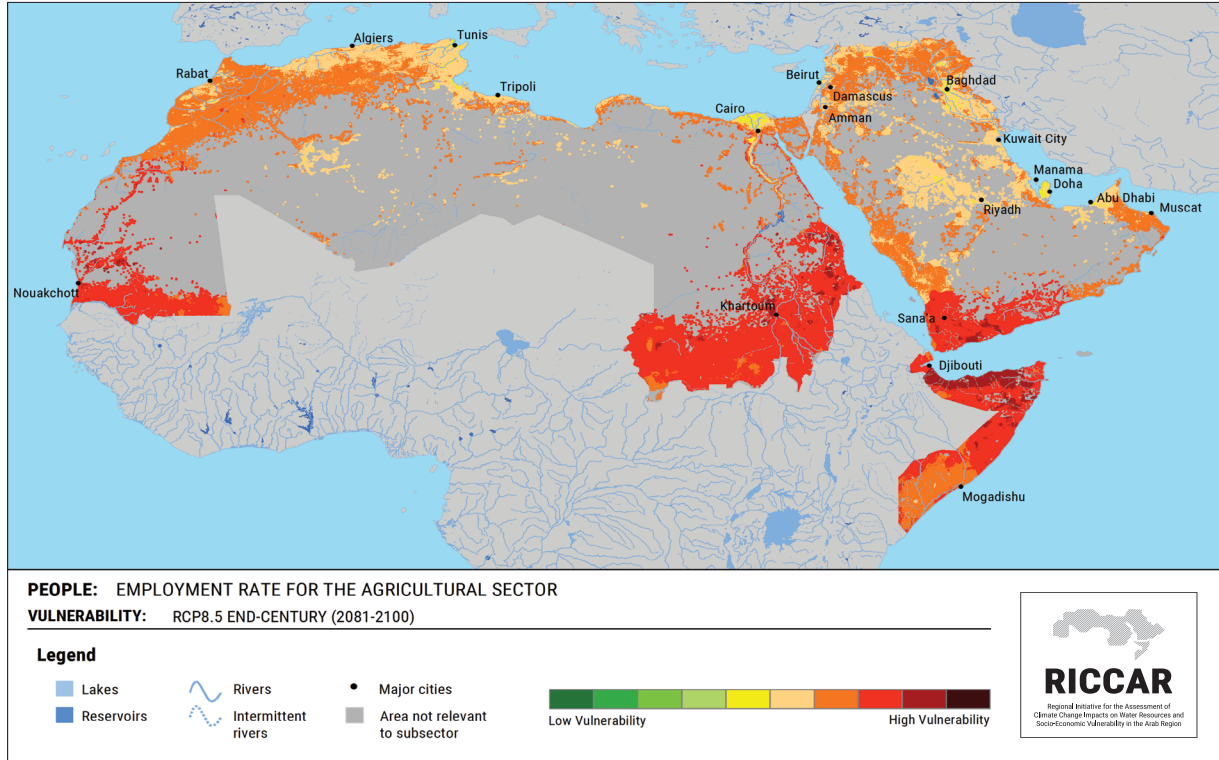 Algiers
Tunis
Rabat
Tripoli
Beirut
Baghdad
Damascus
Cairo
Amman
Kuwait City
Manama
Doha
Abu Dhabi
Riyadh
Muscat
Nouakchott
Khartoum
Sana'a
Djibouti
Mogadishu
PEOPLE: EMPLOYMENT RATE FOR THE AGRICULTURAL SECTOR
VULNERABILITY: RCP8.5 END-CENTURY (2081-2100)
Legend
Lakes
Rivers
Major cities
Reservoirs
Intermittent
rivers
Area not relevant
to subsector
Low Vulnerability
High Vulnerability
RICCAR
Regional Initiative for the Assessment of
Climate Change Impacts on Water Resources and
Socio-Economic Vulnerability in the Arab Region